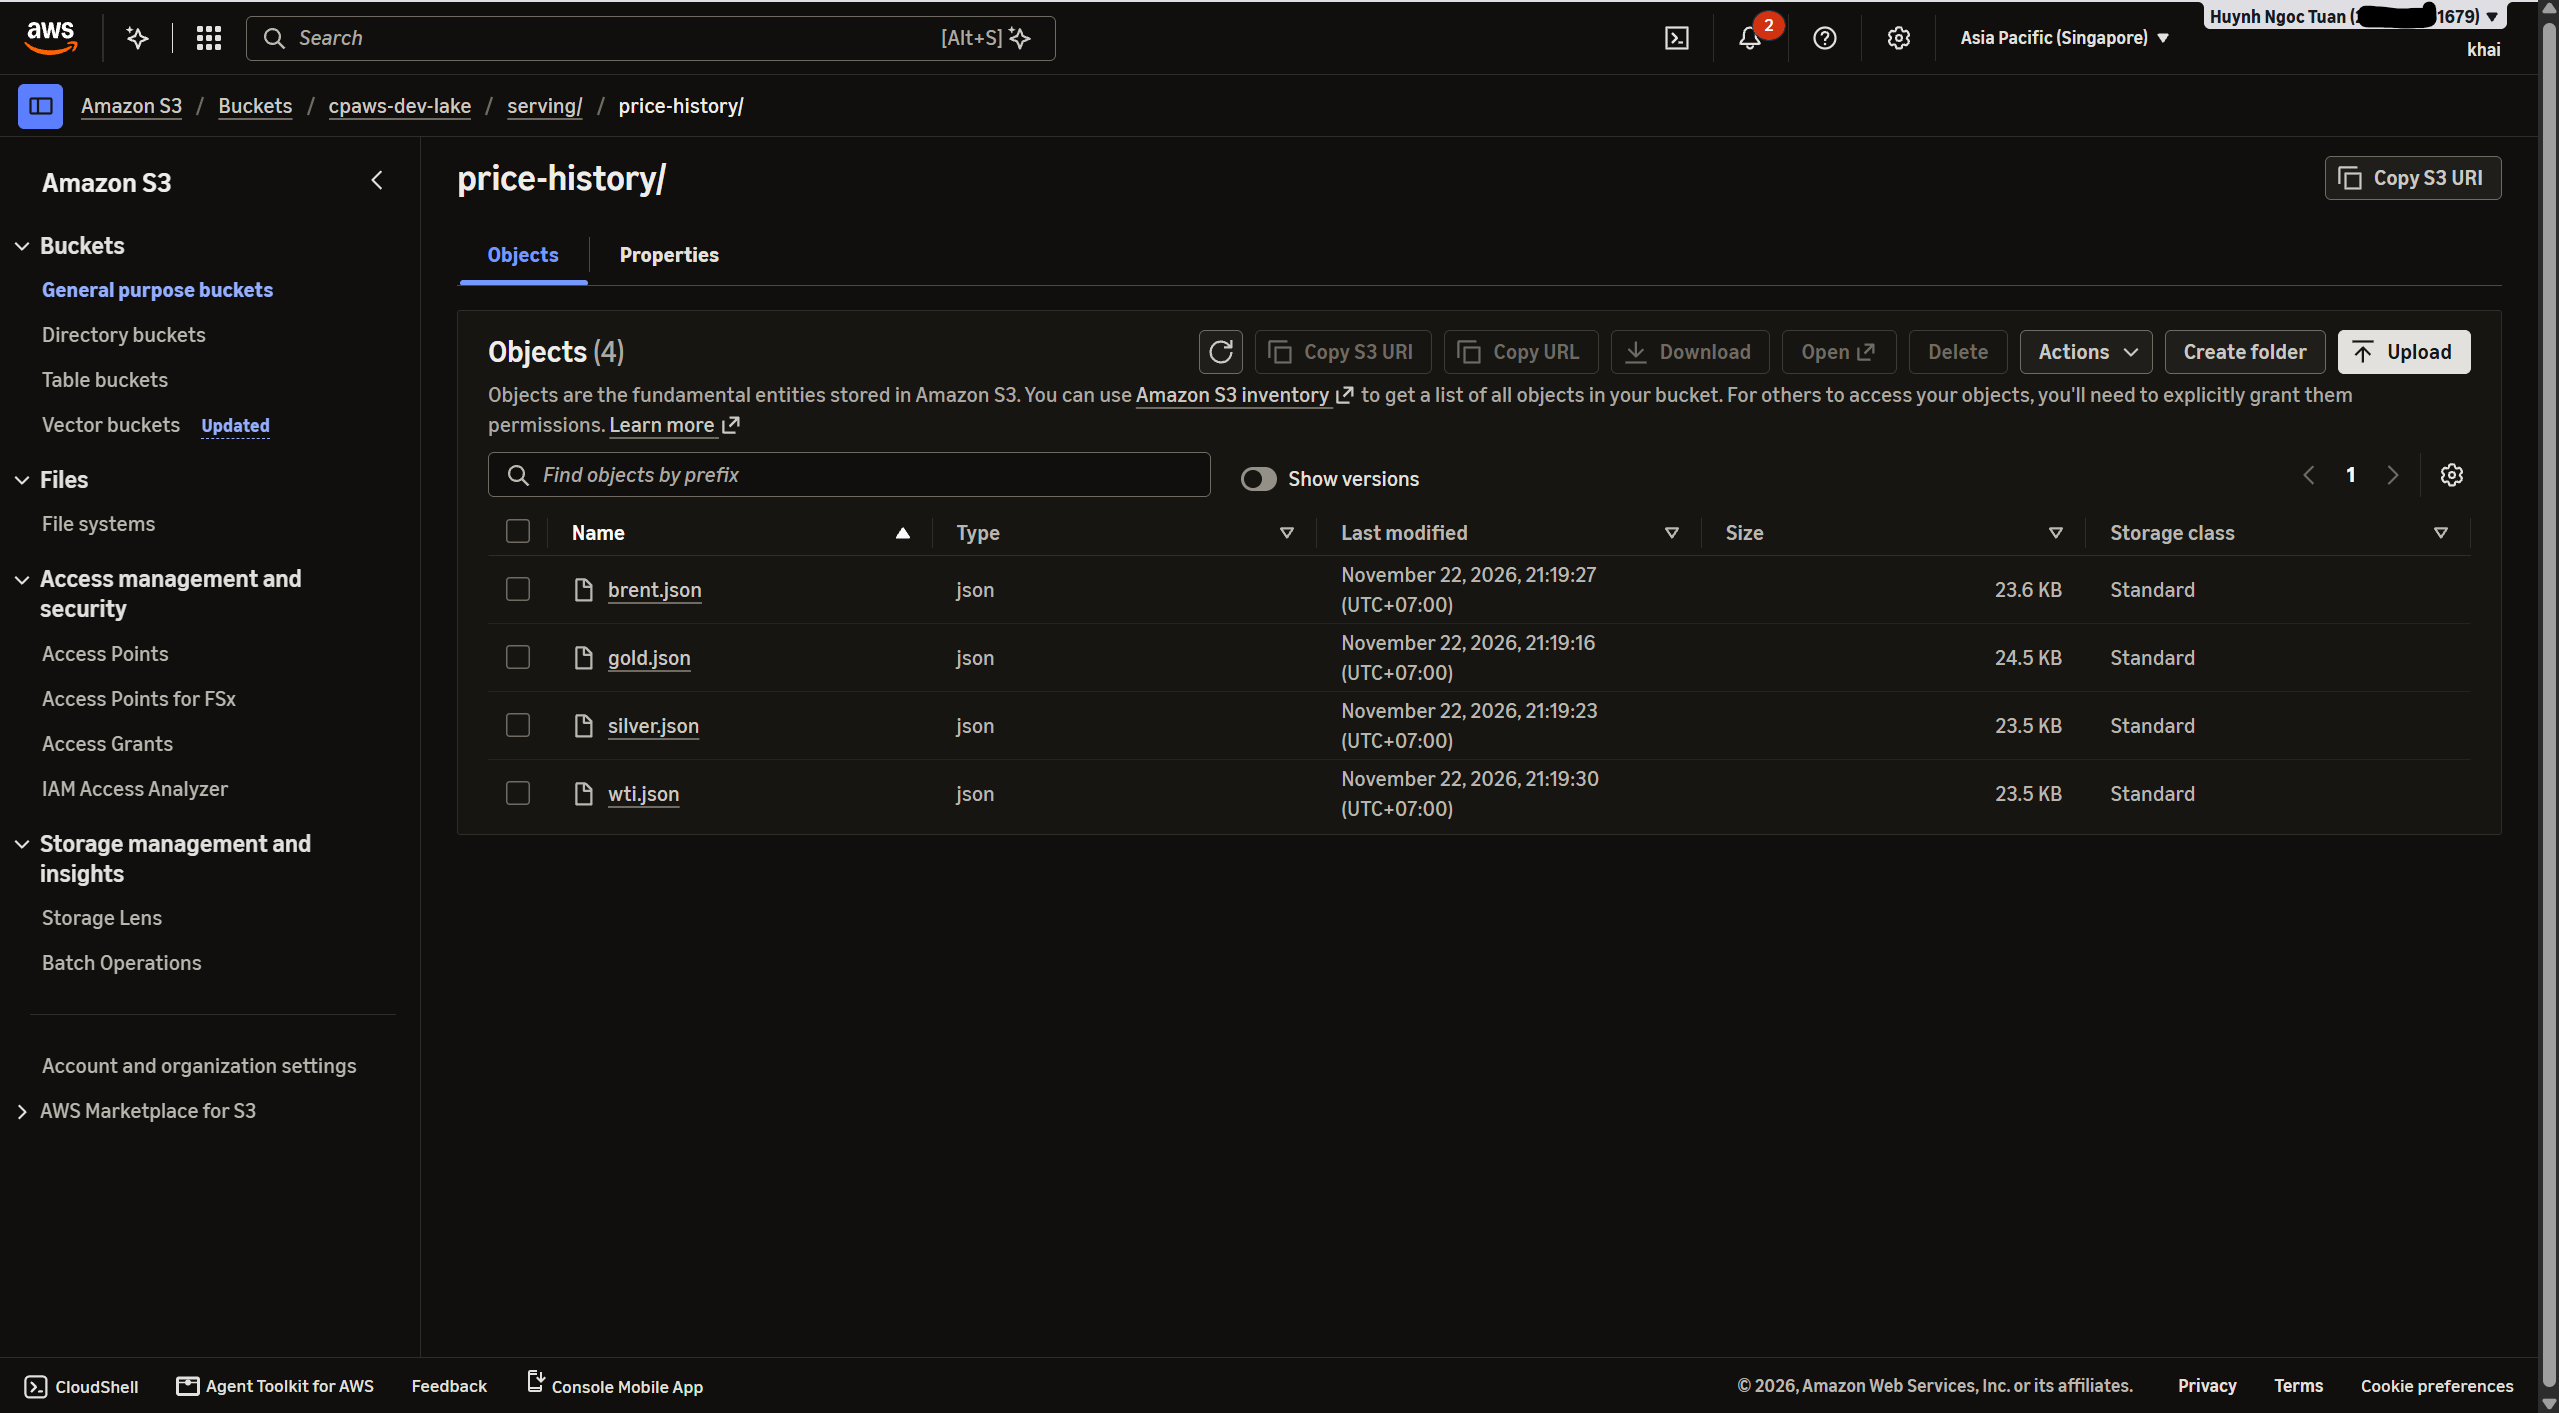 aws
Search
[Alt+S]
2
Asia Pacific (Singapore)
Huynh Ngoc Tuan (
1679)
khai
Amazon S3 / Buckets / cpaws-dev-lake / serving/ / price-history/
Amazon S3
Buckets
General purpose buckets
Directory buckets
Table buckets
Vector buckets Updated
Files
File systems
Access management and
security
Access Points
Access Points for FSx
Access Grants
IAM Access Analyzer
Storage management and
insights
Storage Lens
Batch Operations
Account and organization settings
AWS Marketplace for S3
price-history/
Copy S3 URI
Objects
Properties
Objects (4)
Copy S3 URI
Copy URL
Download
Open
Delete
Actions
Create folder
Upload
Objects are the fundamental entities stored in Amazon S3. You can use Amazon S3 inventory to get a list of all objects in your bucket. For others to access your objects, you'll need to explicitly grant them
permissions. Learn more
Find objects by prefix
Show versions
1
Name Type Last modified Size Storage class
brent.json json November 22, 2026, 21:19:27 (UTC+07:00) 23.6 KB Standard
gold.json json November 22, 2026, 21:19:16 (UTC+07:00) 24.5 KB Standard
silver.json json November 22, 2026, 21:19:23 (UTC+07:00) 23.5 KB Standard
wti.json json November 22, 2026, 21:19:30 (UTC+07:00) 23.5 KB Standard
CloudShell
Agent Toolkit for AWS
Feedback
Console Mobile App
© 2026, Amazon Web Services, Inc. or its affiliates.
Privacy
Terms
Cookie preferences